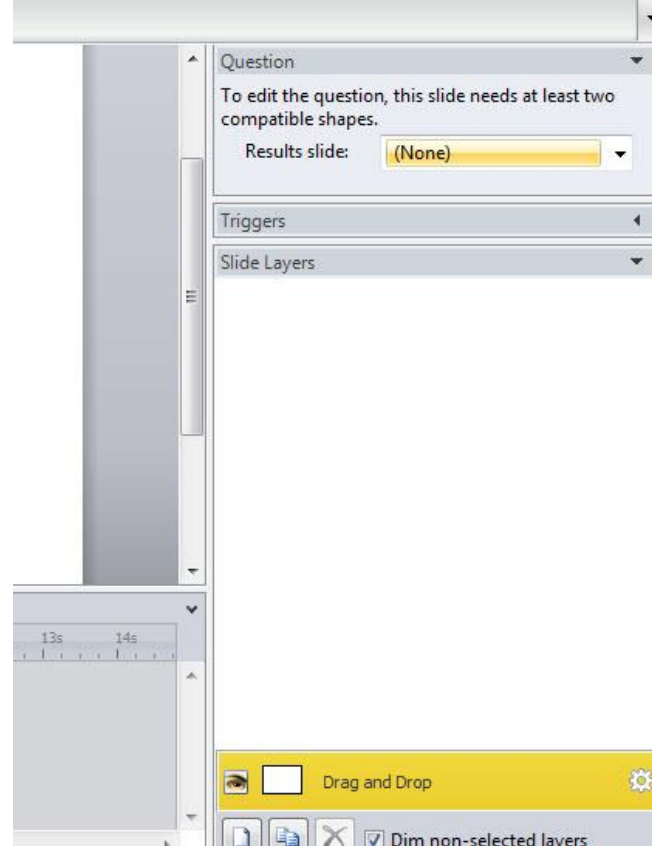 Question
To edit the question, this slide needs at least two
compatible shapes.
Results slide: (None)
Triggers
Slide Layers
13s 14s
Drag and Drop
Dim non-selected layers